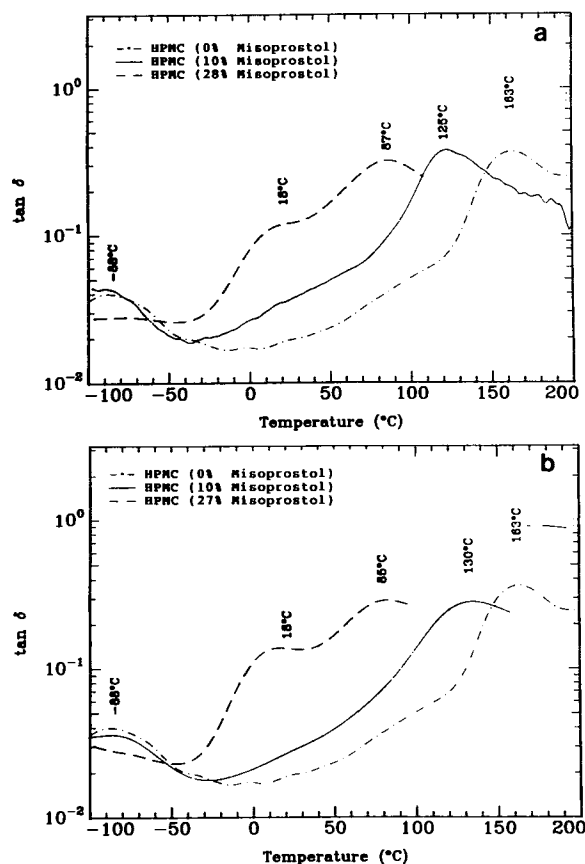 a
HPMC (0% Misoprostol)
HPMC (10% Misoprostol)
HPMC (28% Misoprostol)
10⁰
10⁻¹
10⁻²
tan δ
-88°C
18°C
87°C
125°C
163°C
-100 -50 0 50 100 150 200
Temperature (°C)
b
HPMC (0% Misoprostol)
HPMC (10% Misoprostol)
HPMC (27% Misoprostol)
10⁰
10⁻¹
10⁻²
tan δ
-88°C
18°C
130°C
163°C
-100 -50 0 50 100 150 200
Temperature (°C)